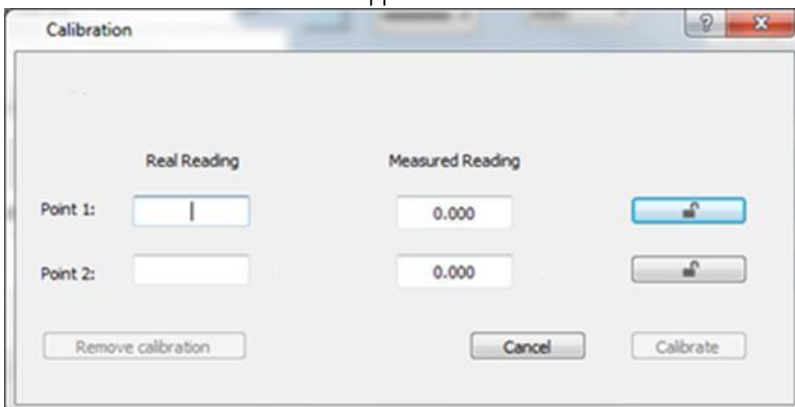 Calibration
Real Reading Measured Reading
Point 1: 0.000
Point 2: 0.000
Remove calibration Cancel Calibrate